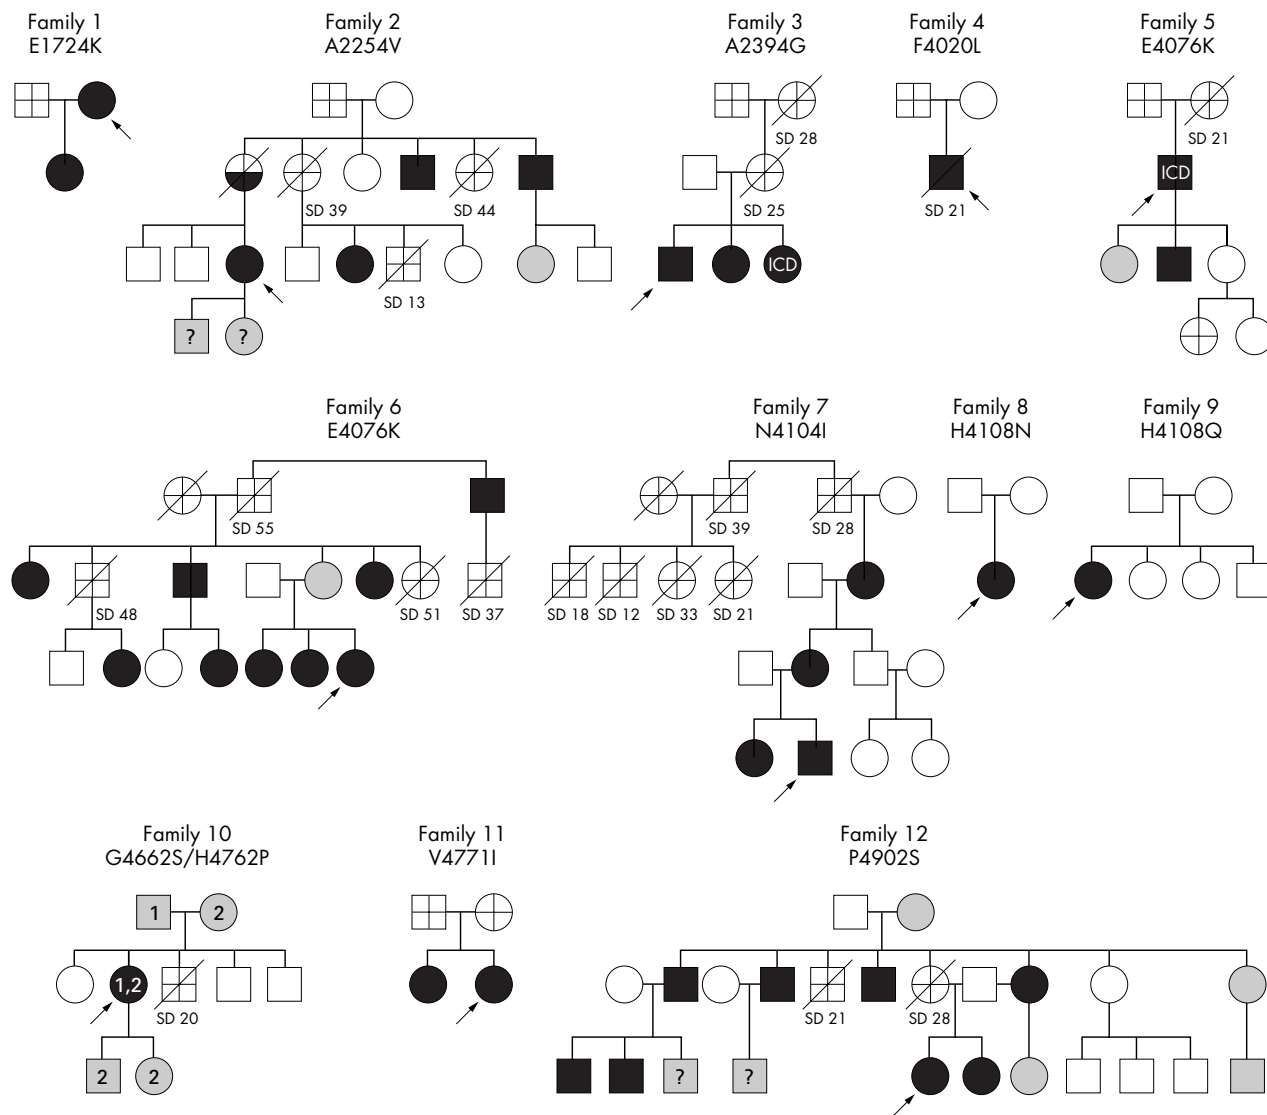 Family 1
E1724K
Family 2
A2254V
Family 3
A2394G
Family 4
F4020L
Family 5
E4076K
SD 28
SD 21
ICD
SD 39
SD 44
SD 25
SD 21
ICD
SD 13
?
?
Family 6
E4076K
Family 7
N4104I
Family 8
H4108N
Family 9
H4108Q
SD 55
SD 39
SD 28
SD 48
SD 51
SD 37
SD 18
SD 12
SD 33
SD 21
Family 10
G4662S/H4762P
Family 11
V4771I
Family 12
P4902S
1
2
1,2
SD 20
SD 21
SD 28
2
2
?
?